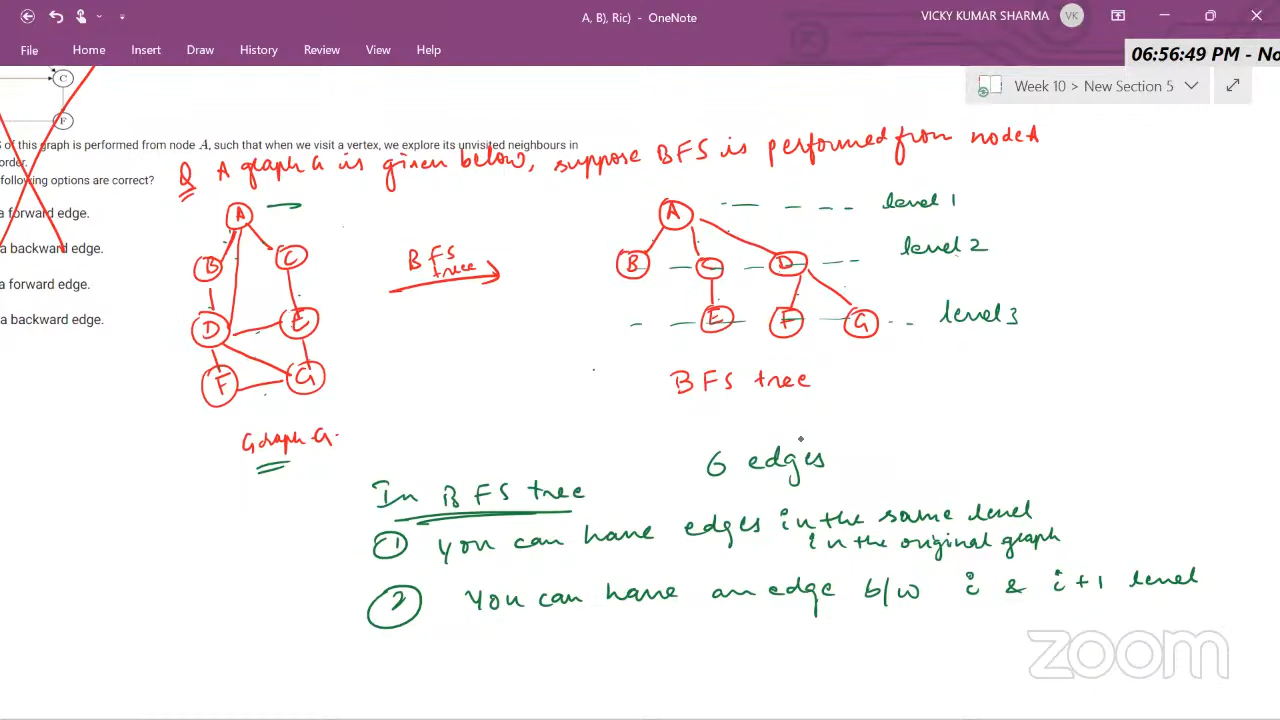 A, B), Ric) - OneNote
VICKY KUMAR SHARMA
VK
File Home Insert Draw History Review View Help
06:56:49 PM - No
Week 10 > New Section 5
C
F
S of this graph is performed from node A, such that when we visit a vertex, we explore its unvisited neighbours in
order.
following options are correct?
a forward edge.
a backward edge.
a forward edge.
a backward edge.
Q A graph G is given below, suppose BFS is performed from node A
A
B C
D E
F G
Graph G.
BFS
tree
A level 1
B C D level 2
E F G level 3
BFS tree
6 edges
In BFS tree
① you can have edges in the same level
in the original graph
② You can have an edge b/w i & i+1 level
zoom